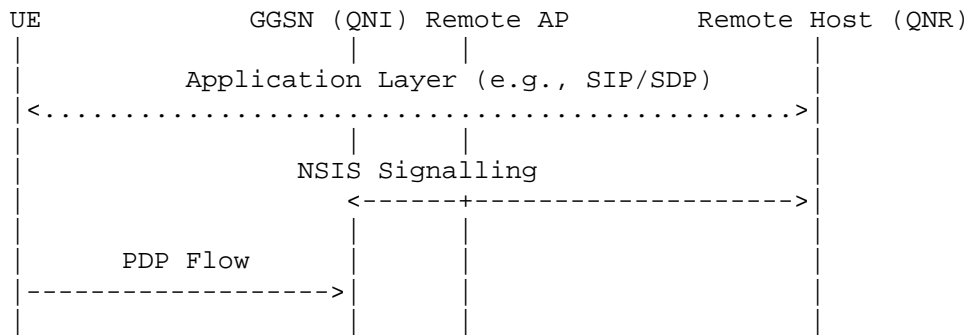 UE GGSN (QNI) Remote AP Remote Host (QNR)
Application Layer (e.g., SIP/SDP)
NSIS Signalling
PDP Flow